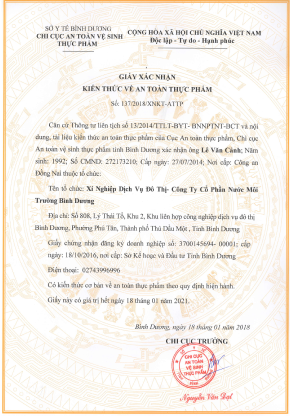 SỞ Y TẾ BÌNH DƯƠNG
CHI CỤC AN TOÀN VỆ SINH
THỰC PHẨM
CỘNG HÒA XÃ HỘI CHỦ NGHĨA VIỆT NAM
Độc lập - Tự do - Hạnh phúc
GIẤY XÁC NHẬN
KIẾN THỨC VỀ AN TOÀN THỰC PHẨM
Số: 137/2018/XNKT-ATTP
Căn cứ Thông tư liên tịch số 13/2014/TTLT-BYT- BNNPTNT-BCT và nội
dung, tài liệu kiến thức an toàn thực phẩm của Cục An toàn thực phẩm, Chi cục
An toàn vệ sinh thực phẩm tỉnh Bình Dương xác nhận ông Lê Văn Cảnh; Năm
sinh: 1992; Số CMND: 272173210; Cấp ngày: 27/07/2014; Nơi cấp: Công an
Đồng Nai thuộc tổ chức:
Tên tổ chức: Xí Nghiệp Dịch Vụ Đô Thị- Công Ty Cổ Phần Nước Môi
Trường Bình Dương
Địa chỉ: Số 808, Lý Thái Tổ, Khu 2, Khu liên hợp công nghiệp dịch vụ đô thị
Bình Dương, Phường Phú Tân, Thành phố Thủ Dầu Một , Tỉnh Bình Dương
Giấy chứng nhận đăng ký doanh nghiệp số: 3700145694- 00001; cấp
ngày: 18/10/2016, nơi cấp: Sở Kế hoạch và Đầu Tư Tỉnh Bình Dương
Điện thoại: 02743996996
Có kiến thức cơ bản về an toàn thực phẩm theo quy định hiện hành.
Giấy này có giá trị hết ngày 18 tháng 01 năm 2021.
Bình Dương, ngày 18 tháng 01 năm 2018
CHI CỤC TRƯỞNG
CHI CỤC
AN TOÀN
VỆ SINH
THỰC PHẨM
Nguyễn Văn Đạt